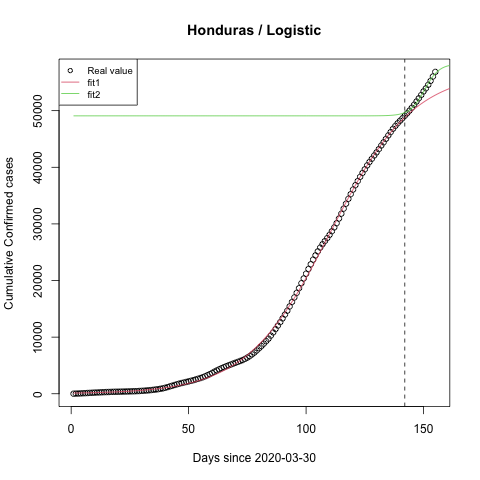 Honduras / Logistic
Real value
fit1
fit2
50000
40000
30000
20000
10000
0
Cumulative Confirmed cases
0 50 100 150
Days since 2020-03-30